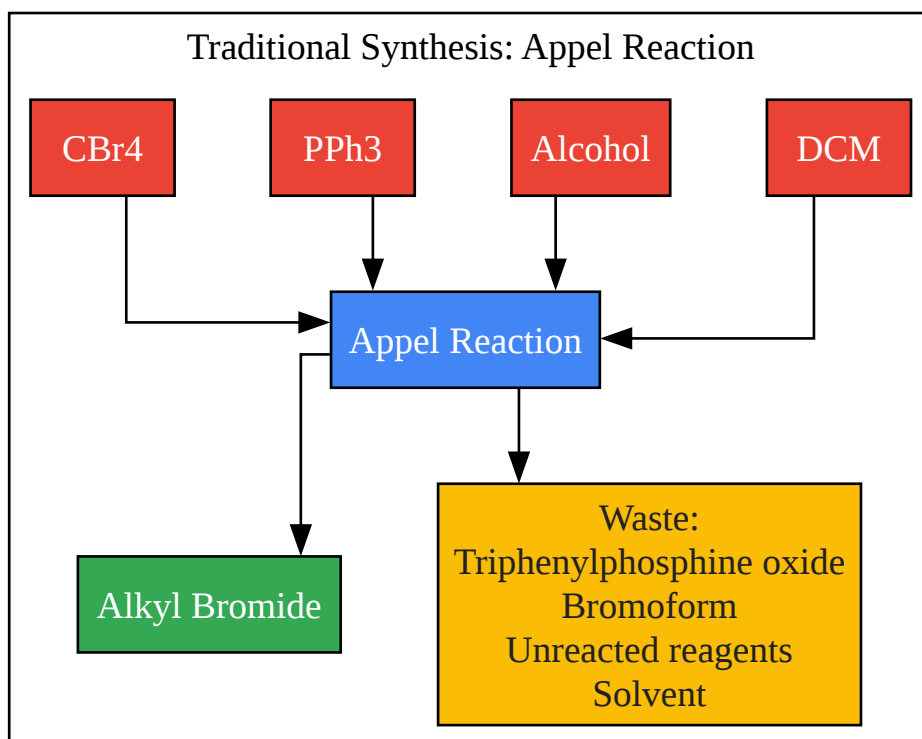 Traditional Synthesis: Appel Reaction
CBr4
PPh3
Alcohol
DCM
Appel Reaction
Alkyl Bromide
Waste:
Triphenylphosphine oxide
Bromoform
Unreacted reagents
Solvent